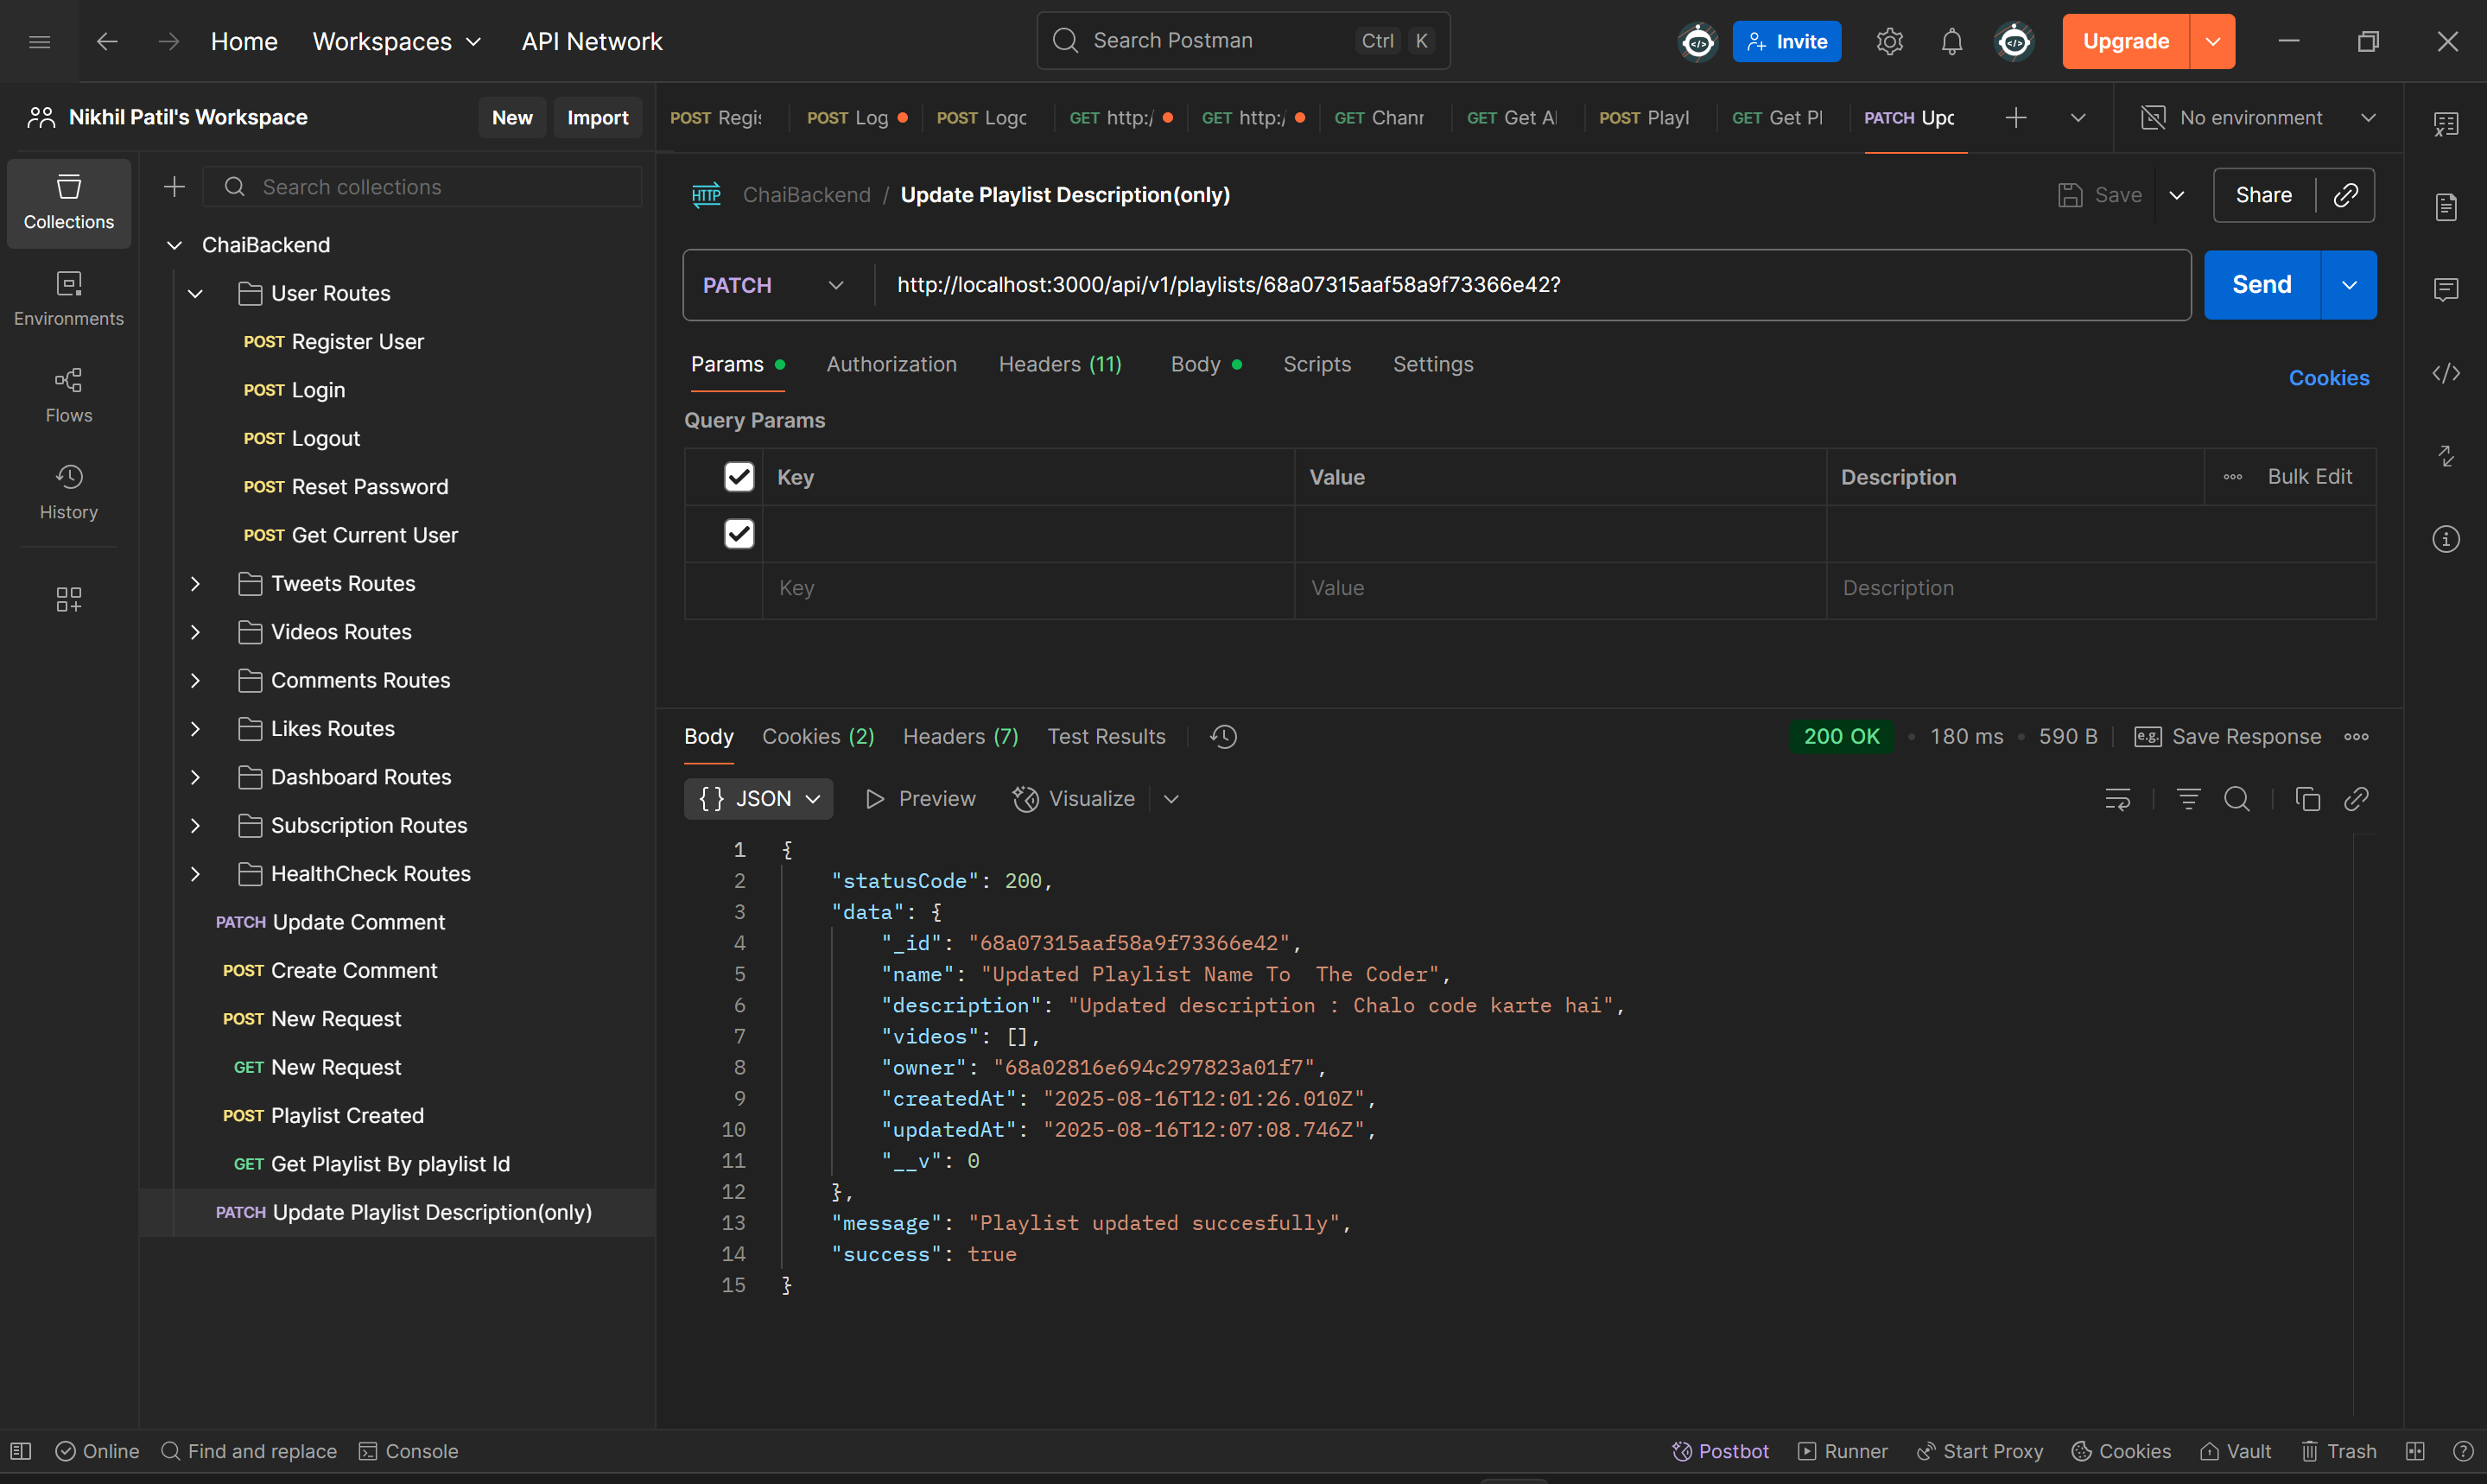 Home Workspaces API Network Search Postman Ctrl K Invite Upgrade
Nikhil Patil's Workspace New Import
POST Regis POST Log POST Logo GET http:/ GET http:/ GET Chann GET Get Al POST Playl GET Get Pl PATCH Upd No environment
Collections
Environments
Flows
History
Search collections
ChaiBackend
User Routes
POST Register User
POST Login
POST Logout
POST Reset Password
POST Get Current User
Tweets Routes
Videos Routes
Comments Routes
Likes Routes
Dashboard Routes
Subscription Routes
HealthCheck Routes
PATCH Update Comment
POST Create Comment
POST New Request
GET New Request
POST Playlist Created
GET Get Playlist By playlist Id
PATCH Update Playlist Description(only)
HTTP ChaiBackend / Update Playlist Description(only) Save Share
PATCH http://localhost:3000/api/v1/playlists/68a07315aaf58a9f73366e42? Send
Params Authorization Headers (11) Body Scripts Settings Cookies
Query Params
Key Value Description Bulk Edit
Key Value Description
Body Cookies (2) Headers (7) Test Results 200 OK 180 ms 590 B e.g. Save Response
{ } JSON Preview Visualize
1 {
2 "statusCode": 200,
3 "data": {
4 "_id": "68a07315aaf58a9f73366e42",
5 "name": "Updated Playlist Name To  The Coder",
6 "description": "Updated description : Chalo code karte hai",
7 "videos": [],
8 "owner": "68a02816e694c297823a01f7",
9 "createdAt": "2025-08-16T12:01:26.010Z",
10 "updatedAt": "2025-08-16T12:07:08.746Z",
11 "__v": 0
12 },
13 "message": "Playlist updated succesfully",
14 "success": true
15 }
Online Find and replace Console Postbot Runner Start Proxy Cookies Vault Trash